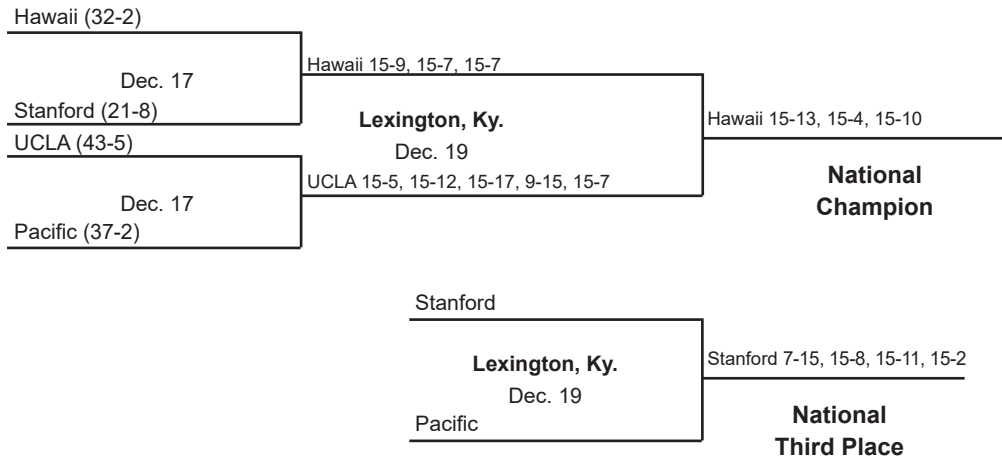 Hawaii (32-2)
Dec. 17
Stanford (21-8)
Hawaii 15-9, 15-7, 15-7
UCLA (43-5)
Dec. 17
Pacific (37-2)
UCLA 15-5, 15-12, 15-17, 9-15, 15-7
Lexington, Ky.
Dec. 19
Hawaii 15-13, 15-4, 15-10
National
Champion
Stanford
Lexington, Ky.
Dec. 19
Pacific
Stanford 7-15, 15-8, 15-11, 15-2
National
Third Place